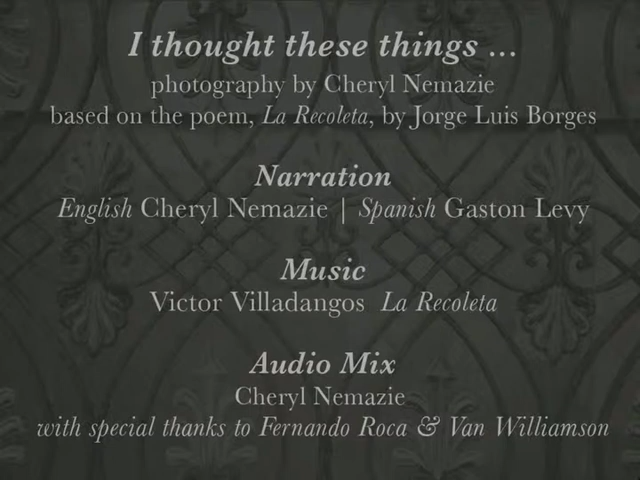 I thought these things ...
photography by Cheryl Nemazie
based on the poem, La Recoleta, by Jorge Luis Borges
Narration
English Cheryl Nemazie | Spanish Gaston Levy
Music
Victor Villadangos La Recoleta
Audio Mix
Cheryl Nemazie
with special thanks to Fernando Roca & Van Williamson